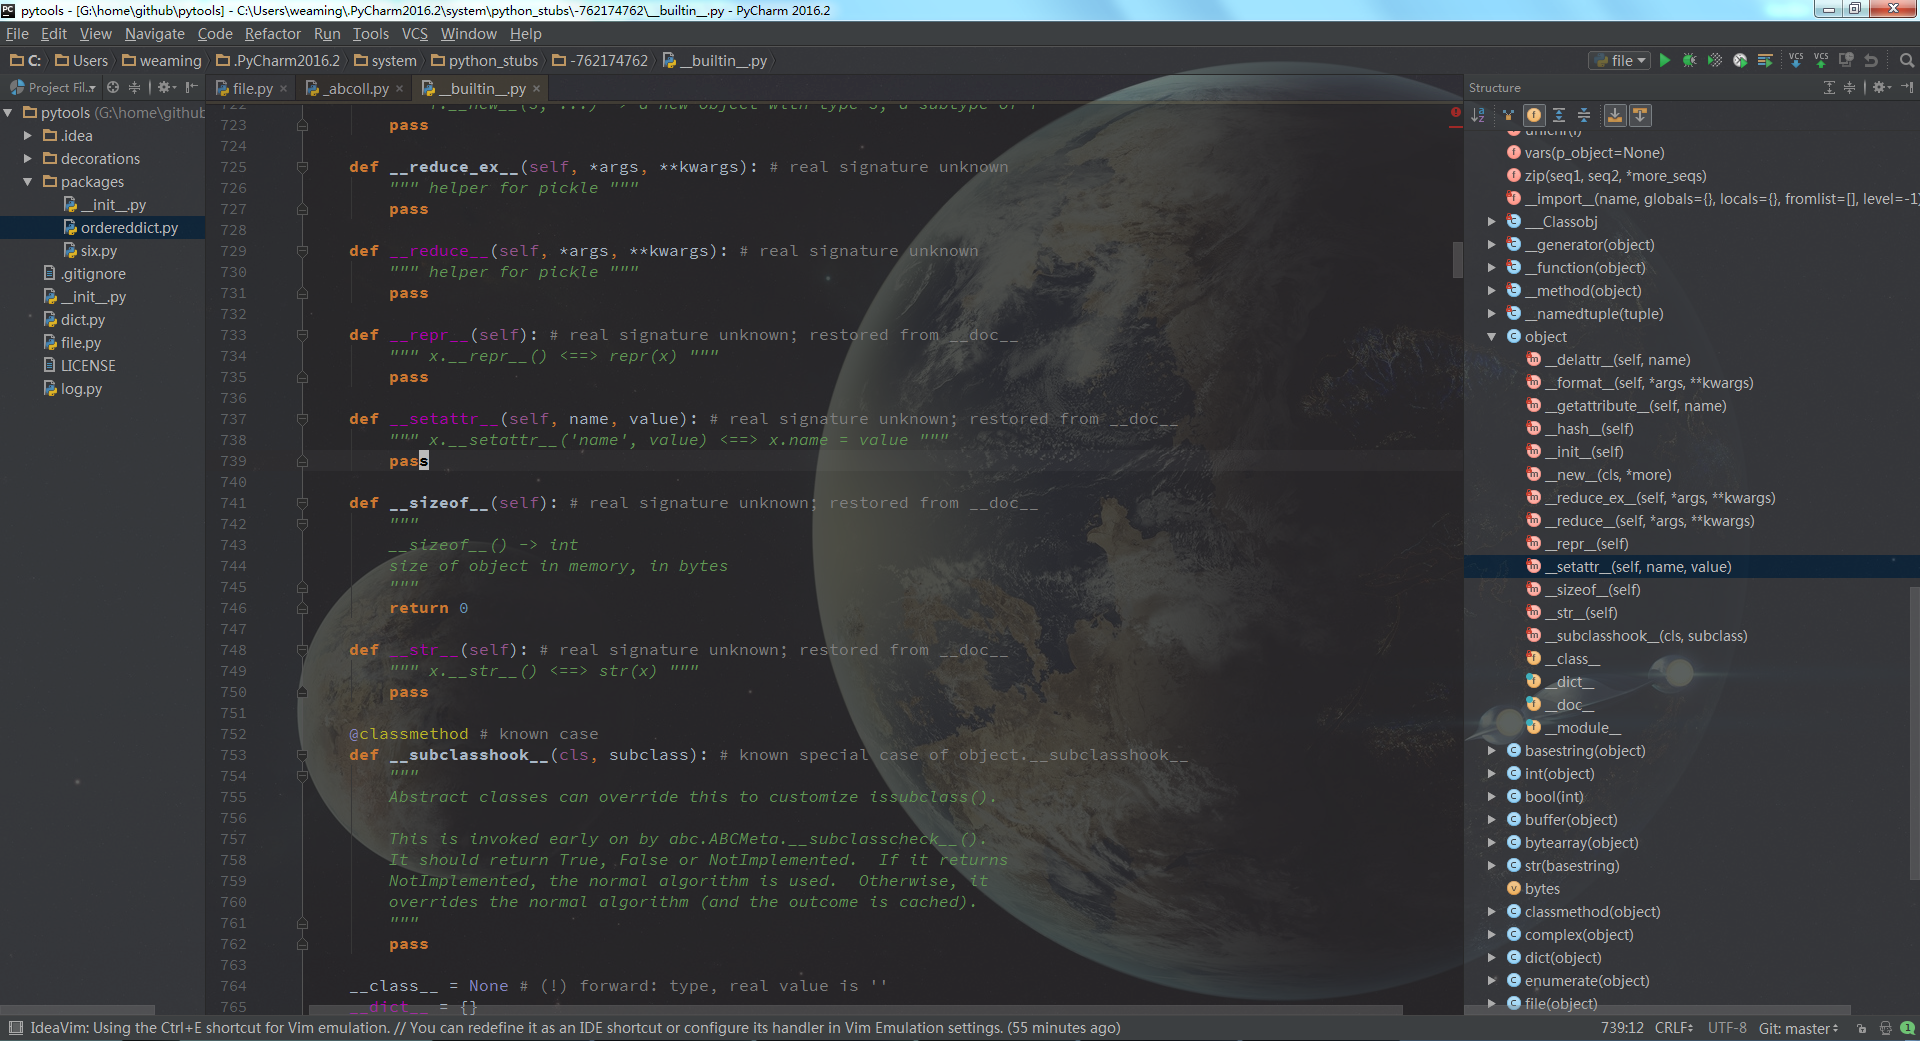 pytools - [G:\home\github\pytools] - C:\Users\weaming\.PyCharm2016.2\system\python_stubs\-762174762\__builtin__.py - PyCharm 2016.2
File Edit View Navigate Code Refactor Run Tools VCS Window Help
C: Users weaming .PyCharm2016.2 system python_stubs -762174762 __builtin__.py file
Project Fil..
file.py _abcoll.py __builtin__.py
pytools (G:\home\github
.idea
decorations
packages
__init__.py
ordereddict.py
six.py
.gitignore
__init__.py
dict.py
file.py
LICENSE
log.py
722 T.__new__(S, ...) -> a new object with type S, a subtype of T
723 pass
724
725 def __reduce_ex__(self, *args, **kwargs): # real signature unknown
726 """ helper for pickle """
727 pass
728
729 def __reduce__(self, *args, **kwargs): # real signature unknown
730 """ helper for pickle """
731 pass
732
733 def __repr__(self): # real signature unknown; restored from __doc__
734 """ x.__repr__() <==> repr(x) """
735 pass
736
737 def __setattr__(self, name, value): # real signature unknown; restored from __doc__
738 """ x.__setattr__('name', value) <==> x.name = value """
739 pass
740
741 def __sizeof__(self): # real signature unknown; restored from __doc__
742 """
743 __sizeof__() -> int
744 size of object in memory, in bytes
745 """
746 return 0
747
748 def __str__(self): # real signature unknown; restored from __doc__
749 """ x.__str__() <==> str(x) """
750 pass
751
752 @classmethod # known case
753 def __subclasshook__(cls, subclass): # known special case of object.__subclasshook__
754 """
755 Abstract classes can override this to customize issubclass().
756
757 This is invoked early on by abc.ABCMeta.__subclasscheck__().
758 It should return True, False or NotImplemented.  If it returns
759 NotImplemented, the normal algorithm is used.  Otherwise, it
760 overrides the normal algorithm (and the outcome is cached).
761 """
762 pass
763
764 __class__ = None # (!) forward: type, real value is ''
765 __dict__ = {}
Structure
unichr(i)
vars(p_object=None)
zip(seq1, seq2, *more_seqs)
__import__(name, globals={}, locals={}, fromlist=[], level=-1)
___Classobj
__generator(object)
__function(object)
__method(object)
__namedtuple(tuple)
object
__delattr__(self, name)
__format__(self, *args, **kwargs)
__getattribute__(self, name)
__hash__(self)
__init__(self)
__new__(cls, *more)
__reduce_ex__(self, *args, **kwargs)
__reduce__(self, *args, **kwargs)
__repr__(self)
__setattr__(self, name, value)
__sizeof__(self)
__str__(self)
__subclasshook__(cls, subclass)
__class__
__dict__
__doc__
__module__
basestring(object)
int(object)
bool(int)
buffer(object)
bytearray(object)
str(basestring)
bytes
classmethod(object)
complex(object)
dict(object)
enumerate(object)
file(object)
IdeaVim: Using the Ctrl+E shortcut for Vim emulation. // You can redefine it as an IDE shortcut or configure its handler in Vim Emulation settings. (55 minutes ago)
739:12 CRLF UTF-8 Git: master 1